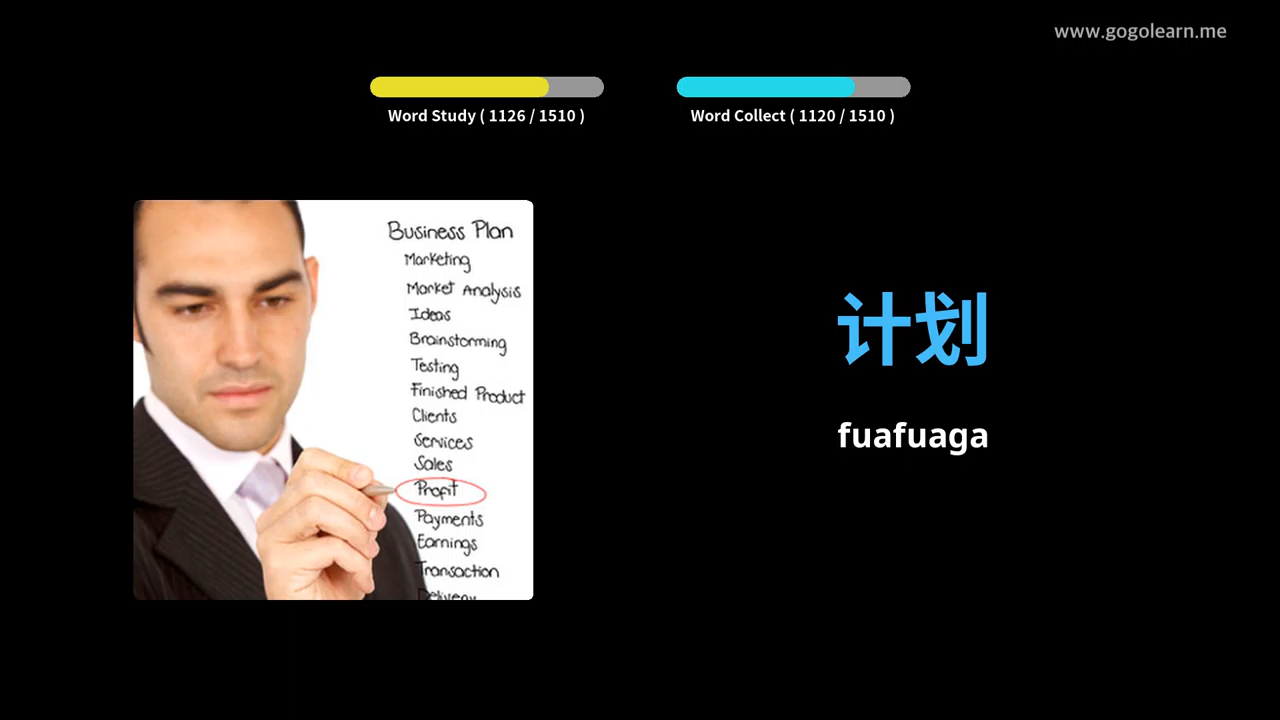 www.gogolearn.me
Word Study ( 1126 / 1510 )
Word Collect ( 1120 / 1510 )
Business Plan
Marketing
Market Analysis
Ideas
Brainstorming
Testing
Finished Product
Clients
Services
Sales
Profit
Payments
Earnings
Transaction
Delivery
计划
fuafuaga